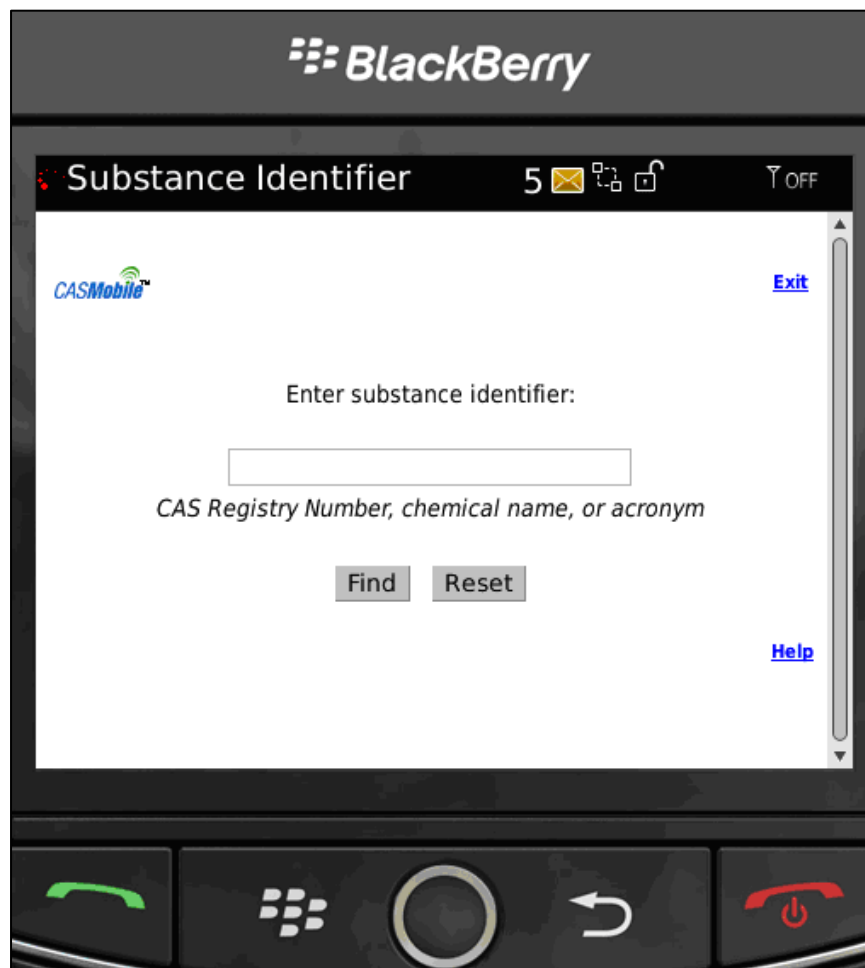 BlackBerry
Substance Identifier 5 OFF
CASMobile™ Exit
Enter substance identifier:
CAS Registry Number, chemical name, or acronym
Find Reset
Help